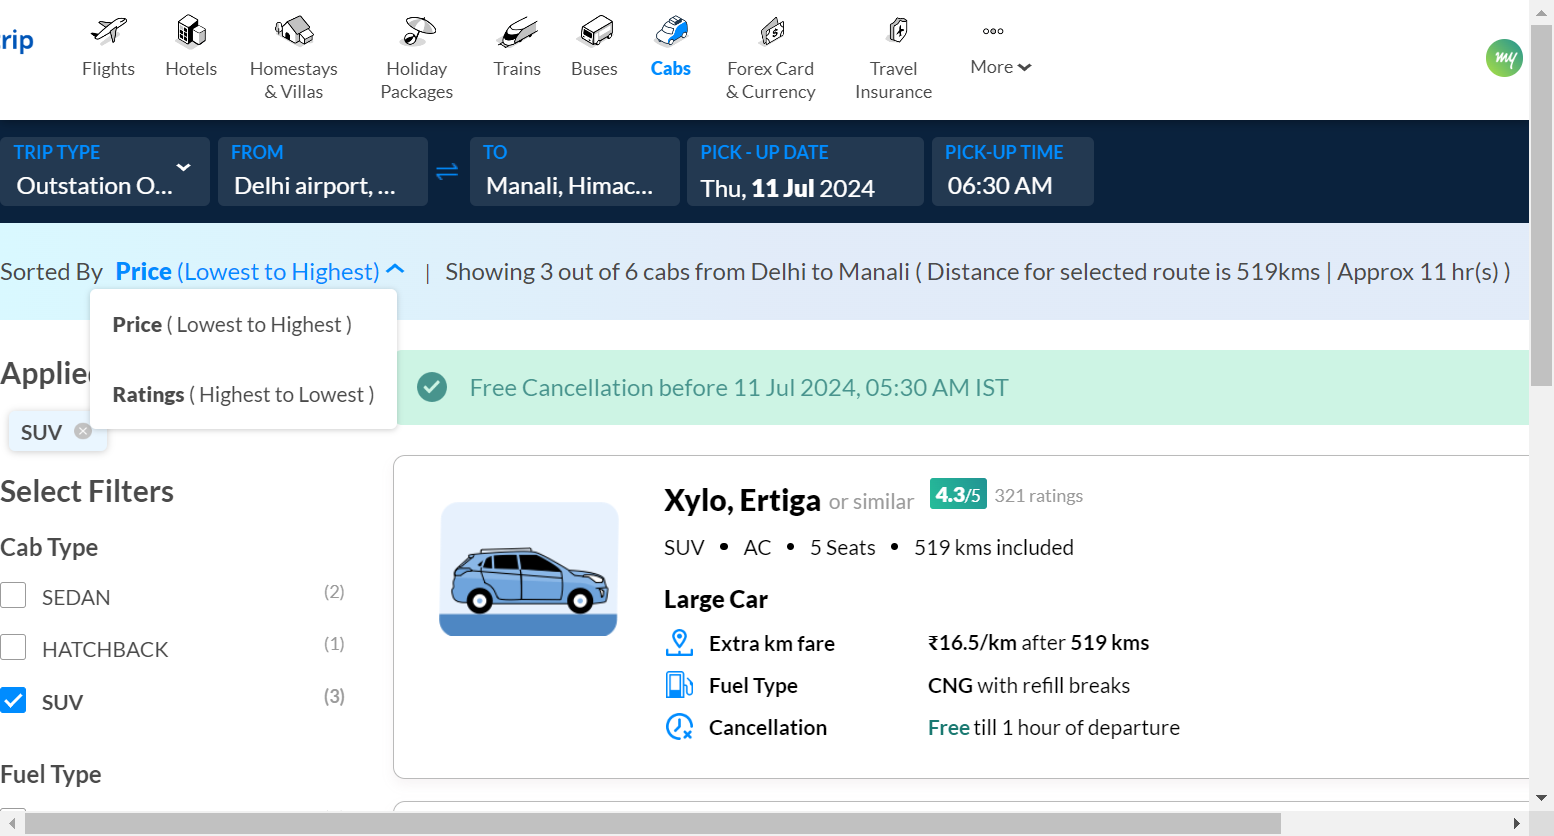 rip
Flights
Hotels
Homestays
& Villas
Holiday
Packages
Trains
Buses
Cabs
Forex Card
& Currency
Travel
Insurance
More
my
TRIP TYPE
Outstation O...
FROM
Delhi airport, ...
TO
Manali, Himac...
PICK - UP DATE
Thu, 11 Jul 2024
PICK-UP TIME
06:30 AM
Sorted By Price (Lowest to Highest) | Showing 3 out of 6 cabs from Delhi to Manali ( Distance for selected route is 519kms | Approx 11 hr(s) )
Price ( Lowest to Highest )
Ratings ( Highest to Lowest )
Applie
SUV
Free Cancellation before 11 Jul 2024, 05:30 AM IST
Select Filters
Cab Type
SEDAN (2)
HATCHBACK (1)
SUV (3)
Fuel Type
Xylo, Ertiga or similar 4.3/5 321 ratings
SUV • AC • 5 Seats • 519 kms included
Large Car
Extra km fare ₹16.5/km after 519 kms
Fuel Type CNG with refill breaks
Cancellation Free till 1 hour of departure